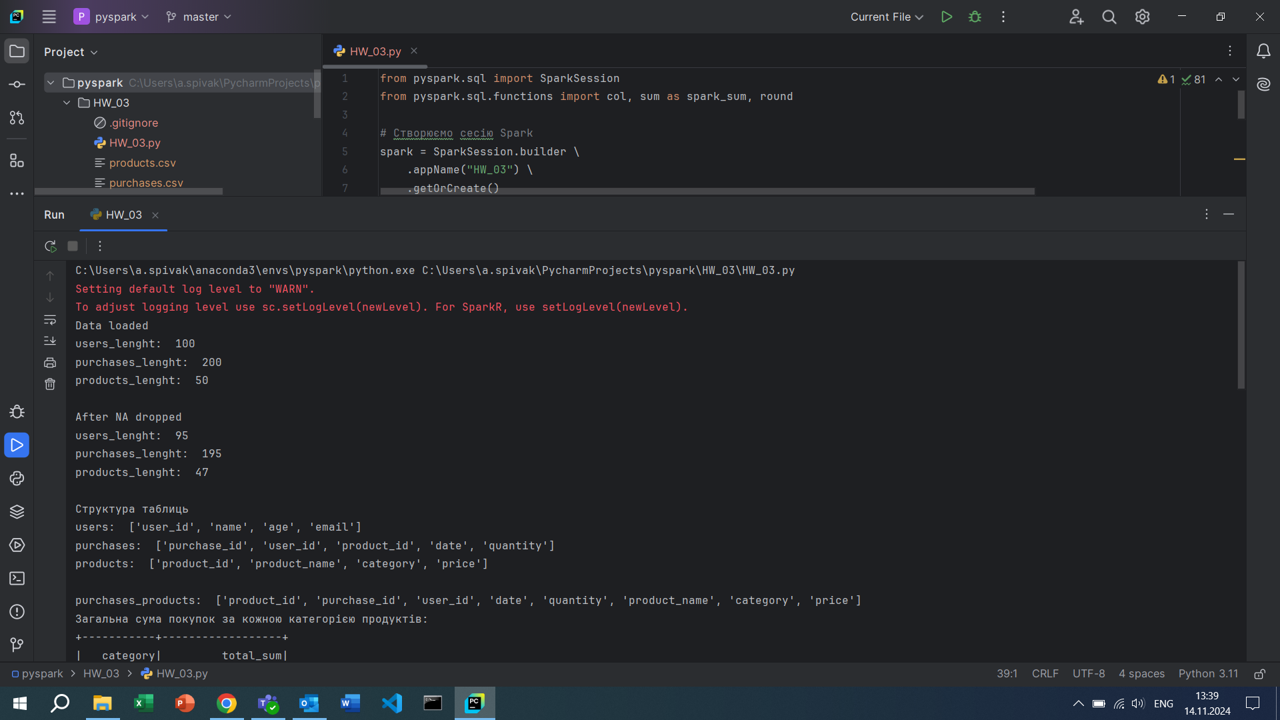 P pyspark master Current File
Project
HW_03.py
pyspark C:\Users\a.spivak\PycharmProjects\p
HW_03
.gitignore
HW_03.py
products.csv
purchases.csv
1 from pyspark.sql import SparkSession
2 from pyspark.sql.functions import col, sum as spark_sum, round
3
4 # Створюємо сесію Spark
5 spark = SparkSession.builder \
6 .appName("HW_03") \
7 .getOrCreate()
1 81
Run HW_03
C:\Users\a.spivak\anaconda3\envs\pyspark\python.exe C:\Users\a.spivak\PycharmProjects\pyspark\HW_03\HW_03.py
Setting default log level to "WARN".
To adjust logging level use sc.setLogLevel(newLevel). For SparkR, use setLogLevel(newLevel).
Data loaded
users_lenght:  100
purchases_lenght:  200
products_lenght:  50
After NA dropped
users_lenght:  95
purchases_lenght:  195
products_lenght:  47
Структура таблиць
users:  ['user_id', 'name', 'age', 'email']
purchases:  ['purchase_id', 'user_id', 'product_id', 'date', 'quantity']
products:  ['product_id', 'product_name', 'category', 'price']
purchases_products:  ['product_id', 'purchase_id', 'user_id', 'date', 'quantity', 'product_name', 'category', 'price']
Загальна сума покупок за кожною категорією продуктів:
+-----------+------------------+
|   category|         total_sum|
pyspark HW_03 HW_03.py 39:1 CRLF UTF-8 4 spaces Python 3.11
ENG 13:39
14.11.2024